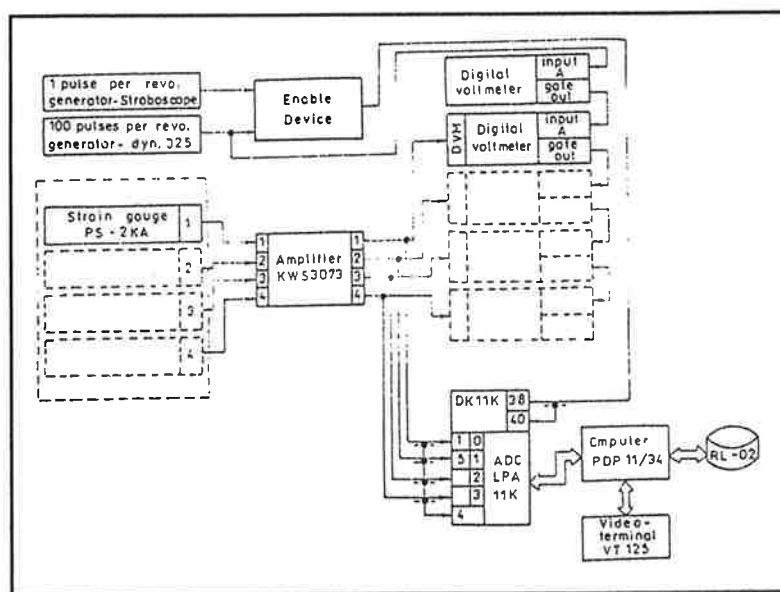 1 pulse per revo.
generator-Stroboscope
100 pulses per revo.
generator - dyn. J25
Enable
Device
Digital
voltmeter
input
A
gate
out
DVM
Digital
voltmeter
input
A
gate
out
Strain gauge
PS - 2KA
1
2
3
4
1
2
3
4
Amplifier
KWS3073
1
2
3
4
DK11K
38
40
1 0
5 1
2
3
4
ADC
LPA
11K
Cmputer
PDP 11/34
RL-02
Video-
terminal
VT 125